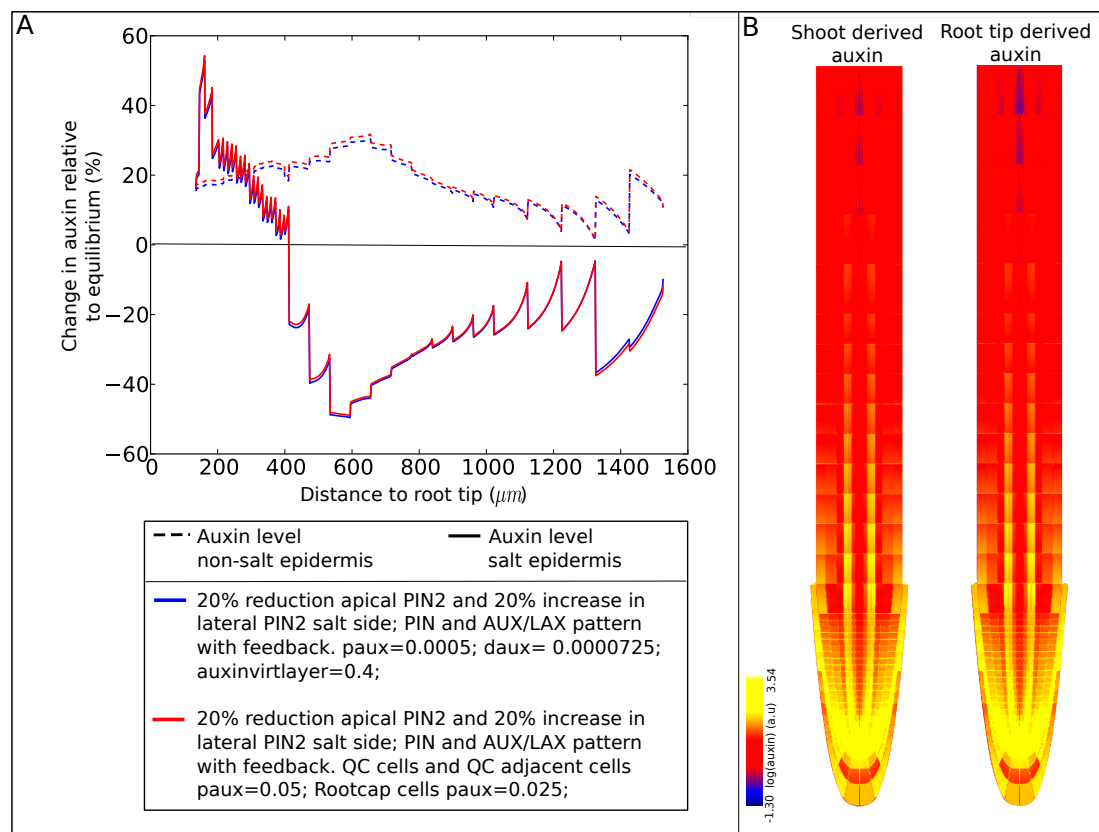 A
60
40
20
0
−20
−40
−60
0
200
400
600
800
1000
1200
1400
1600
Change in auxin relative
to equilibrium (%)
Distance to root tip (μm)
Auxin level
non-salt epidermis
Auxin level
salt epidermis
20% reduction apical PIN2 and 20% increase in
lateral PIN2 salt side; PIN and AUX/LAX pattern
with feedback. paux=0.0005; daux= 0.0000725;
auxinvirtlayer=0.4;
20% reduction apical PIN2 and 20% increase in
lateral PIN2 salt side; PIN and AUX/LAX pattern
with feedback. QC cells and QC adjacent cells
paux=0.05; Rootcap cells paux=0.025;
B
Shoot derived
auxin
Root tip derived
auxin
-1.30 log(auxin) (a.u) 3.54